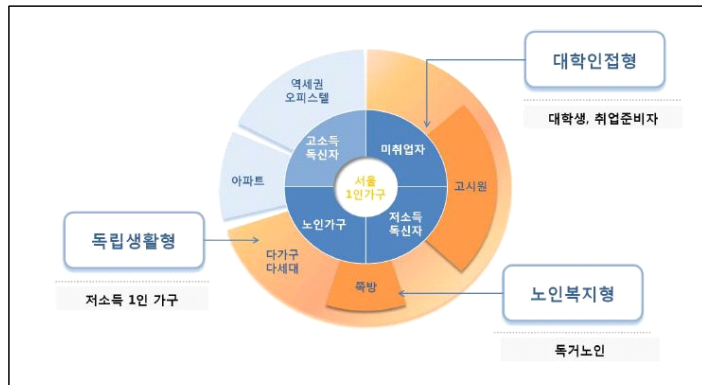 대학인접형
대학생, 취업준비자
역세권
오피스텔
고소득
독신자
미취업자
서울
1인가구
아파트
고시원
노인가구
저소득
독신자
독립생활형
저소득 1인 가구
다가구
다세대
쪽방
노인복지형
독거노인